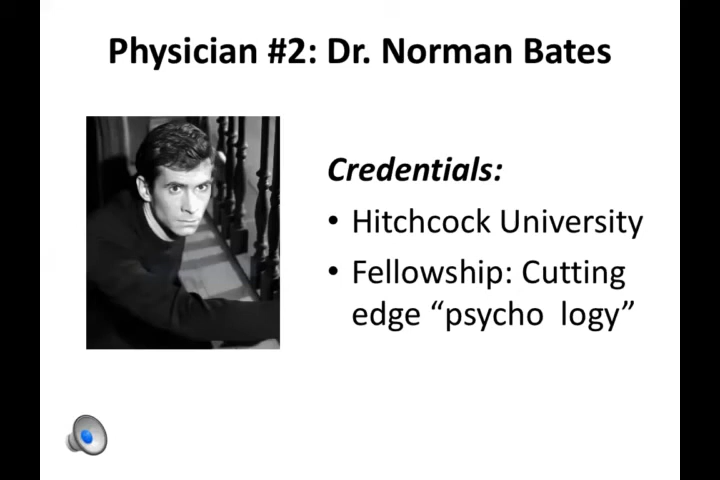 Physician #2: Dr. Norman Bates
Credentials:
• Hitchcock University
• Fellowship: Cutting
edge “psycho  logy”